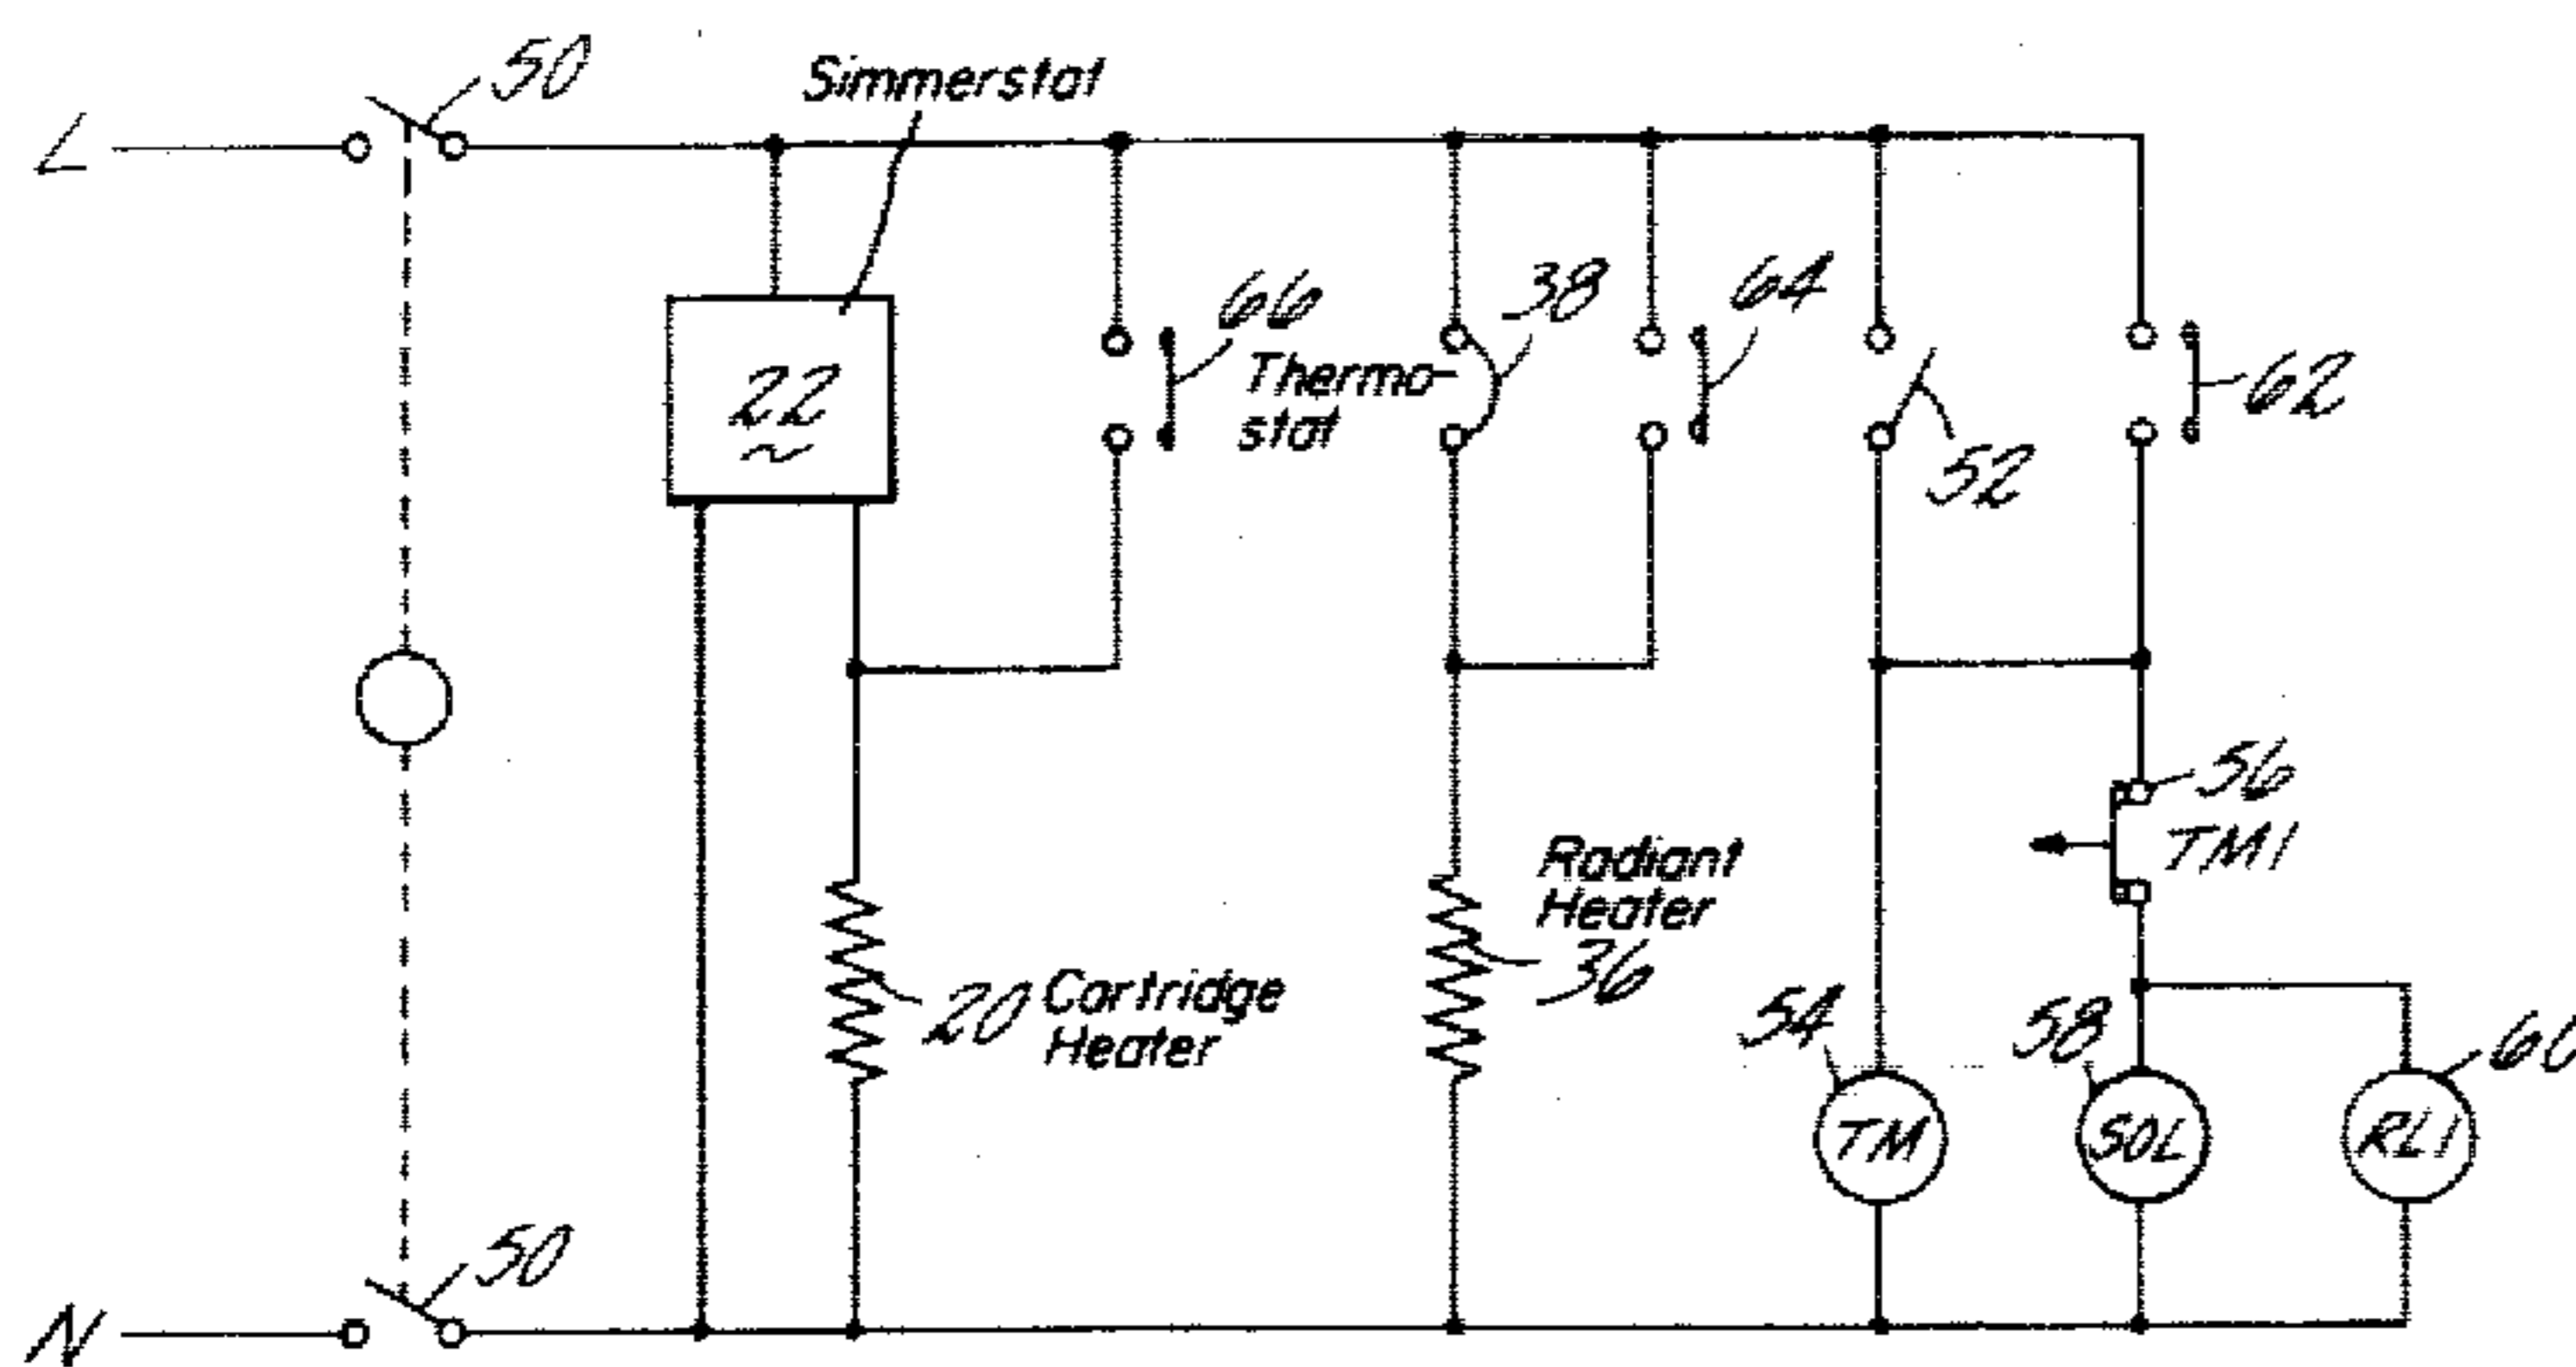 50
Simmerstat
L
22
66
Thermo-
stat
38
64
52
62
56
TM1
Radiant
Heater
36
20
Cartridge
Heater
54
58
60
TM
SOL
RL1
50
N